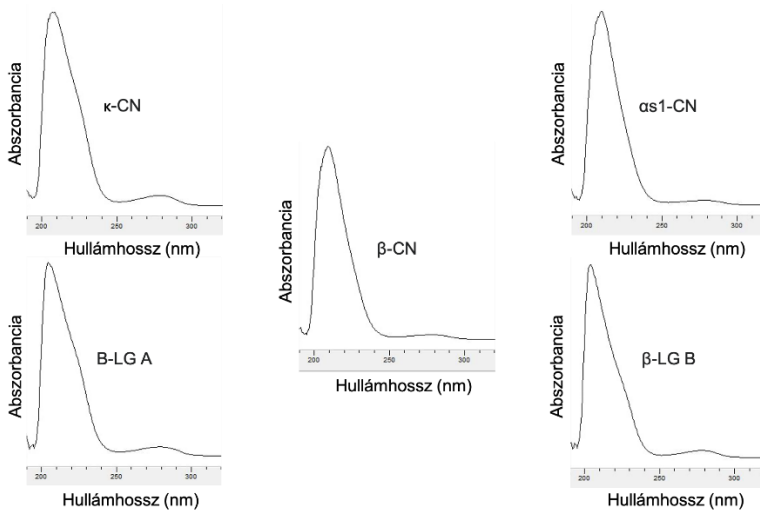 Abszorbancia
κ-CN
200 250 300
Hullámhossz (nm)
Abszorbancia
αs1-CN
200 250 300
Hullámhossz (nm)
Abszorbancia
β-CN
200 250 300
Hullámhossz (nm)
Abszorbancia
B-LG A
200 250 300
Hullámhossz (nm)
Abszorbancia
β-LG B
200 250 300
Hullámhossz (nm)